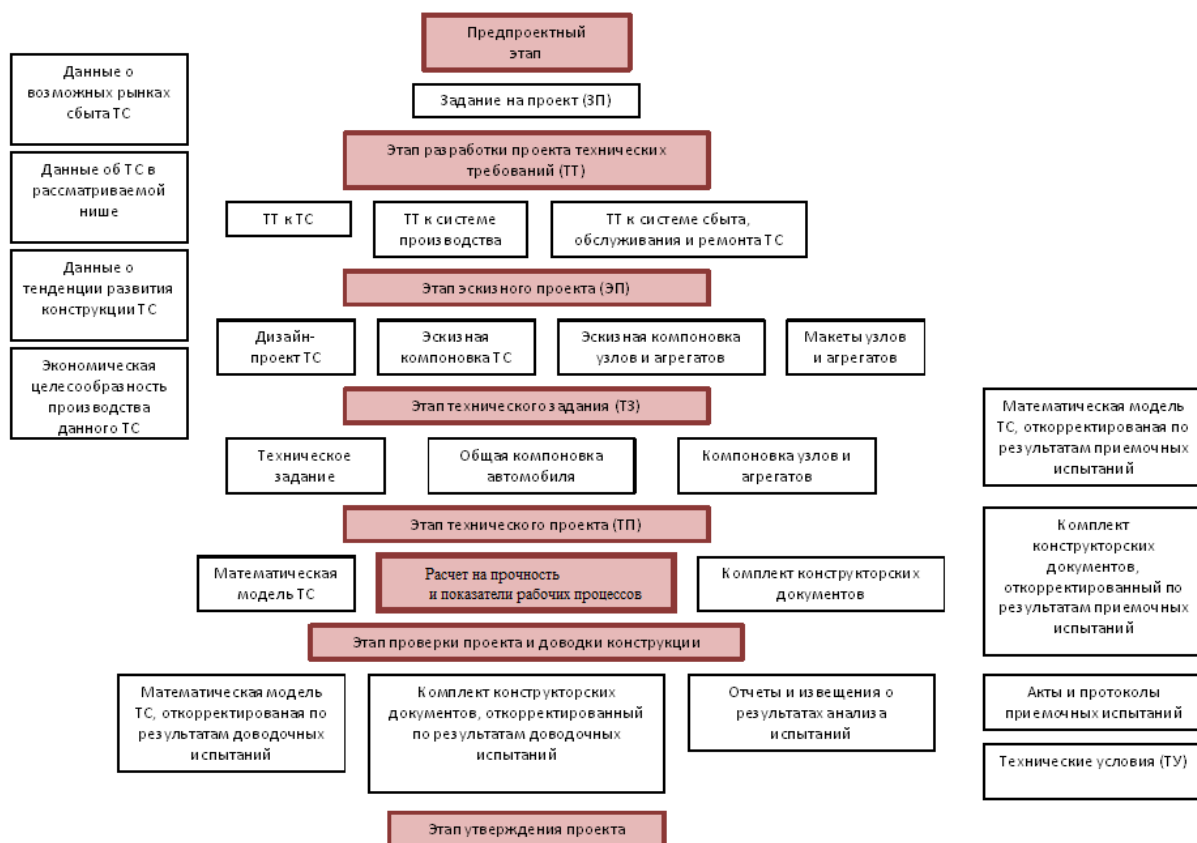 Предпроектный
этап
Данные о
возможных рынках
сбыта ТС
Данные об ТС в
рассматриваемой
нише
Данные о
тенденции развития
конструкции ТС
Экономическая
целесообразность
производства
данного ТС
Задание на проект (ЗП)
Этап разработки проекта технических
требований (ТТ)
ТТ к ТС
ТТ к системе
производства
ТТ к системе сбыта,
обслуживания и ремонта ТС
Этап эскизного проекта (ЭП)
Дизайн-
проект ТС
Эскизная
компоновка ТС
Эскизная компоновка
узлов и агрегатов
Макеты узлов
и агрегатов
Этап технического задания (ТЗ)
Техническое
задание
Общая компоновка
автомобиля
Компоновка узлов и
агрегатов
Этап технического проекта (ТП)
Математическая
модель ТС
Расчет на прочность
и показатели рабочих процессов
Комплект конструкторских
документов
Этап проверки проекта и доводки конструкции
Математическая модель
ТС, откорректированая по
результатам доводочных
испытаний
Комплект конструкторских
документов, откорректированный
по результатам доводочных
испытаний
Отчеты и извещения о
результатах анализа
испытаний
Этап утверждения проекта
Математическая модель
ТС, откорректированая по
результатам приемочных
испытаний
Комплект
конструкторских
документов,
откорректированный по
результатам приемочных
испытаний
Акты и протоколы
приемочных испытаний
Технические условия (ТУ)